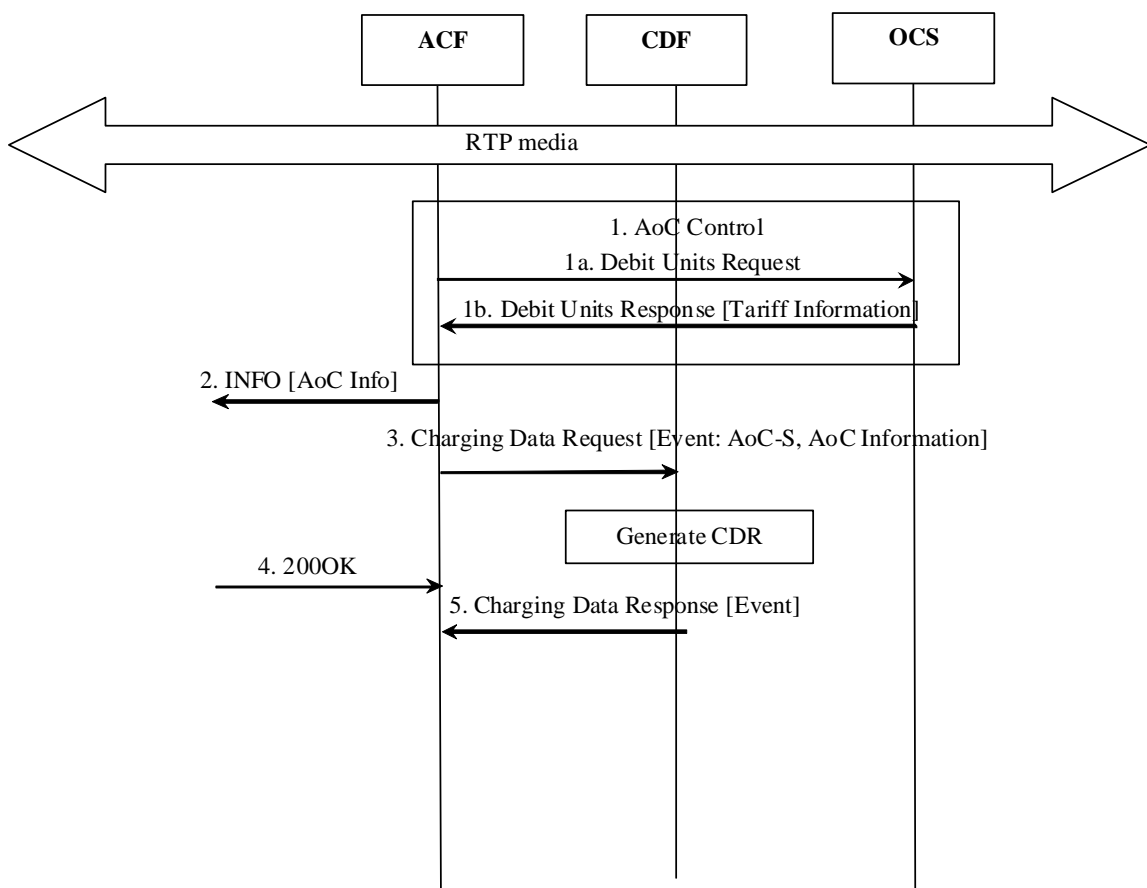 ACF
CDF
OCS
RTP media
1. AoC Control
1a. Debit Units Request
1b. Debit Units Response [Tariff Information]
2. INFO [AoC Info]
3. Charging Data Request [Event: AoC-S, AoC Information]
Generate CDR
4. 200OK
5. Charging Data Response [Event]